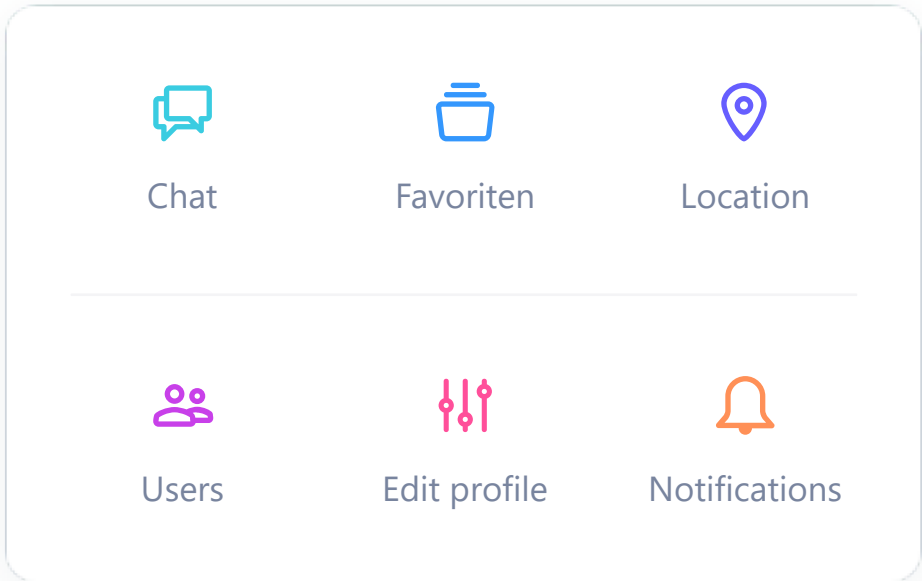 Chat
Favoriten
Location
Users
Edit profile
Notifications